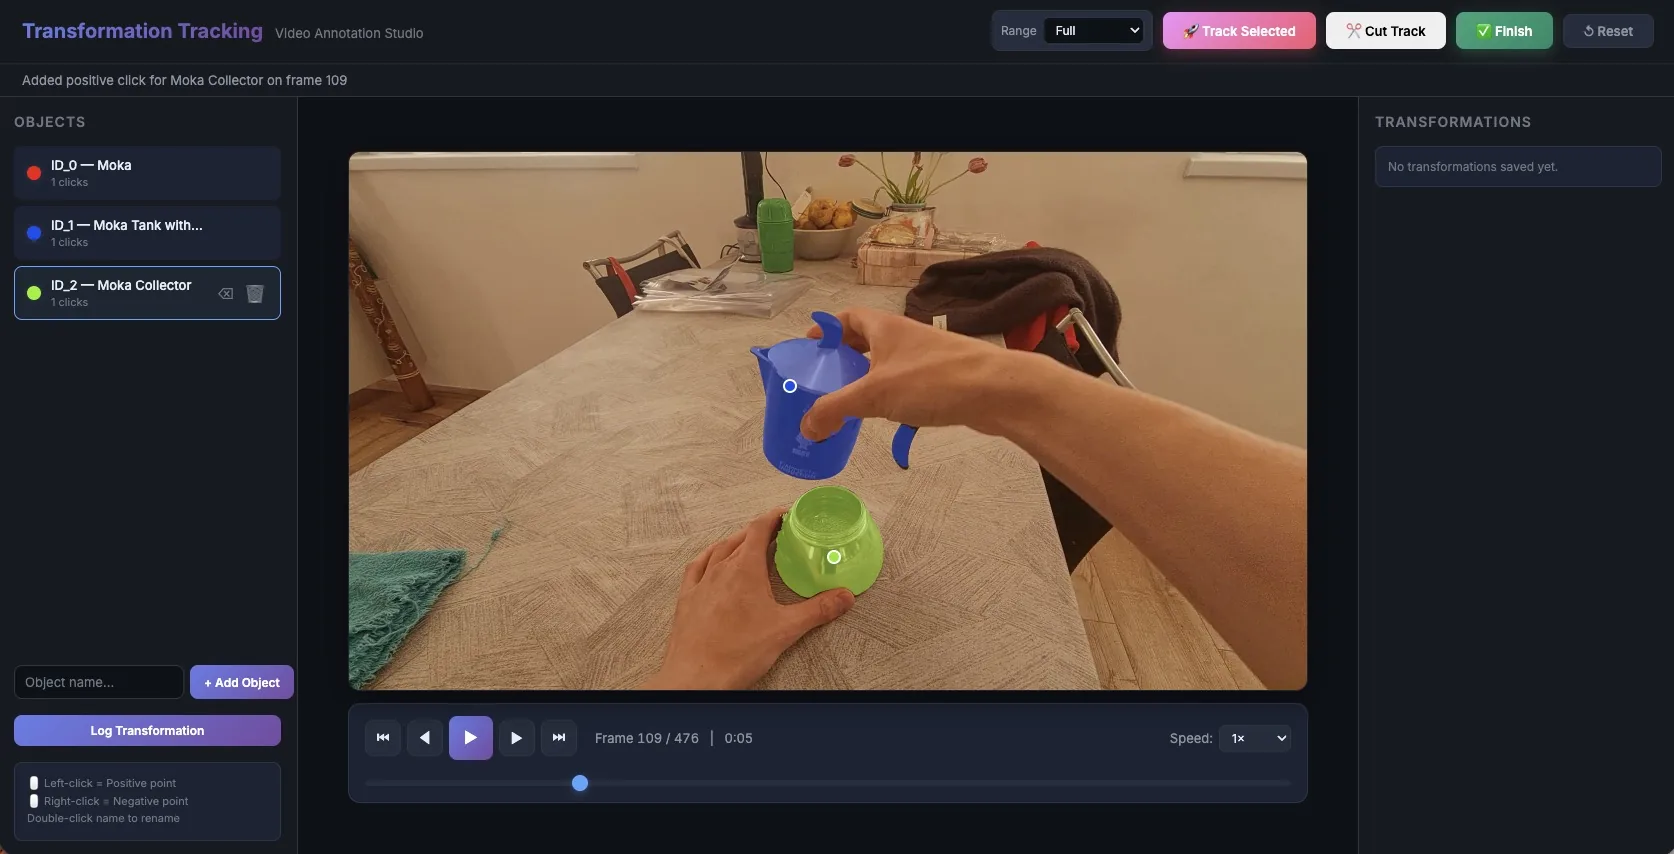 Transformation Tracking Video Annotation Studio
Range Full
🚀 Track Selected
✂️ Cut Track
✅ Finish
↺ Reset
Added positive click for Moka Collector on frame 109
OBJECTS
ID_0 — Moka
1 clicks
ID_1 — Moka Tank with...
1 clicks
ID_2 — Moka Collector
1 clicks
Object name...
+ Add Object
Log Transformation
Left-click = Positive point
Right-click = Negative point
Double-click name to rename
Frame 109 / 476 | 0:05
Speed: 1×
TRANSFORMATIONS
No transformations saved yet.